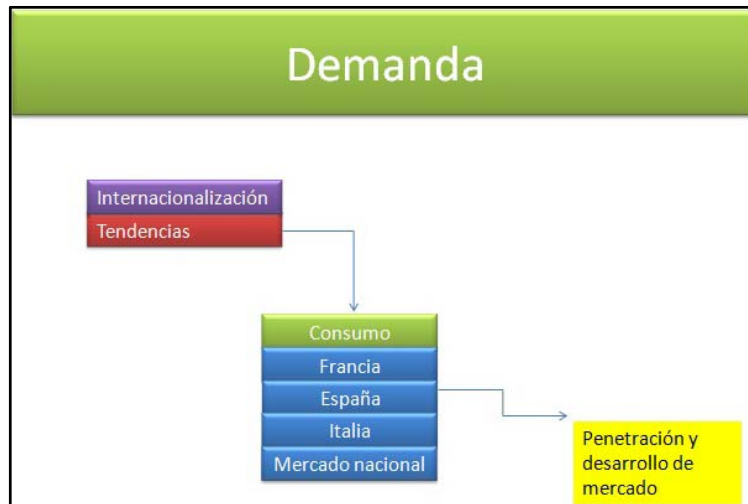 Demanda
Internacionalización
Tendencias
Consumo
Francia
España
Italia
Mercado nacional
Penetración y
desarrollo de
mercado